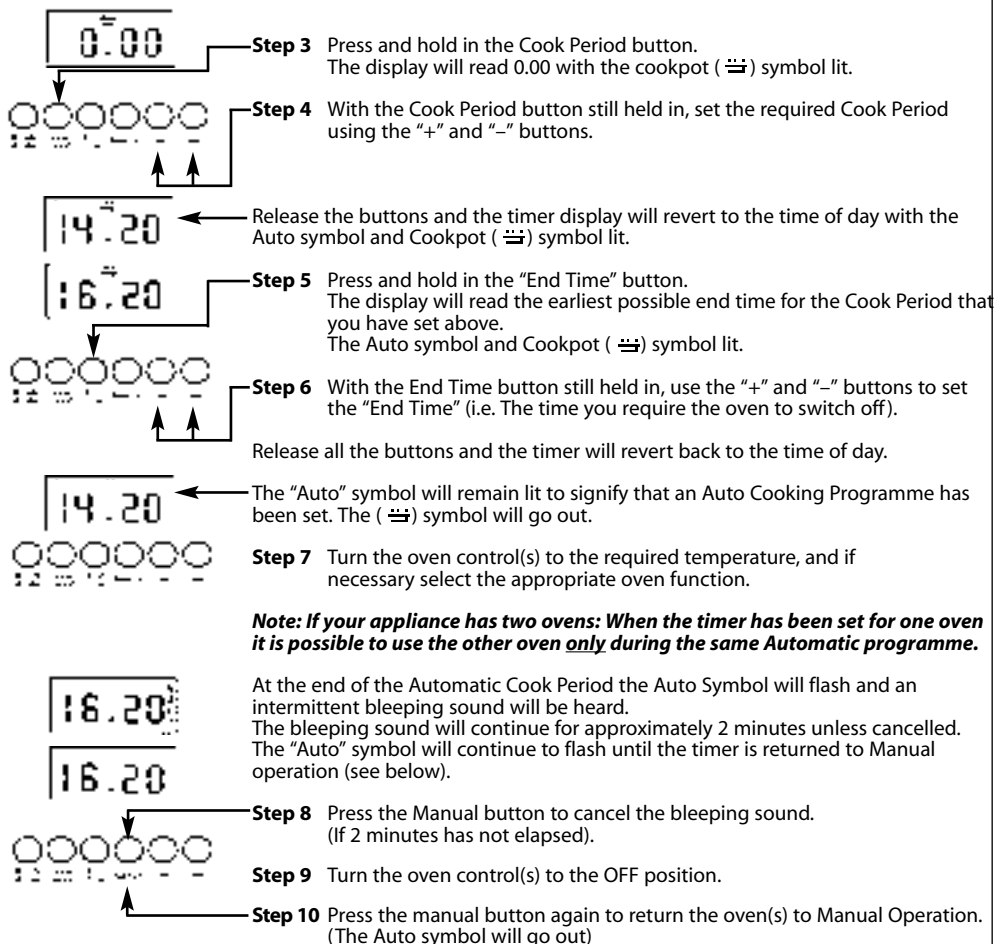 0.00
Step 3 Press and hold in the Cook Period button.
The display will read 0.00 with the cookpot ( ) symbol lit.
Step 4 With the Cook Period button still held in, set the required Cook Period
using the “+” and “–” buttons.
14.20
Release the buttons and the timer display will revert to the time of day with the
Auto symbol and Cookpot ( ) symbol lit.
16.20
Step 5 Press and hold in the “End Time” button.
The display will read the earliest possible end time for the Cook Period that
you have set above.
The Auto symbol and Cookpot ( ) symbol lit.
Step 6 With the End Time button still held in, use the “+” and “–” buttons to set
the “End Time” (i.e. The time you require the oven to switch off).
Release all the buttons and the timer will revert back to the time of day.
14.20
The “Auto” symbol will remain lit to signify that an Auto Cooking Programme has
been set. The ( ) symbol will go out.
Step 7 Turn the oven control(s) to the required temperature, and if
necessary select the appropriate oven function.
Note: If your appliance has two ovens: When the timer has been set for one oven
it is possible to use the other oven only during the same Automatic programme.
16.20
At the end of the Automatic Cook Period the Auto Symbol will flash and an
intermittent bleeping sound will be heard.
The bleeping sound will continue for approximately 2 minutes unless cancelled.
The “Auto” symbol will continue to flash until the timer is returned to Manual
operation (see below).
16.20
Step 8 Press the Manual button to cancel the bleeping sound.
(If 2 minutes has not elapsed).
Step 9 Turn the oven control(s) to the OFF position.
Step 10 Press the manual button again to return the oven(s) to Manual Operation.
(The Auto symbol will go out)